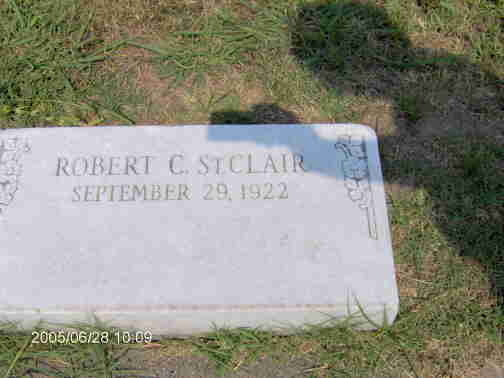 ROBERT C. ST.CLAIR
SEPTEMBER 29, 1922
2005/06/28 10:09